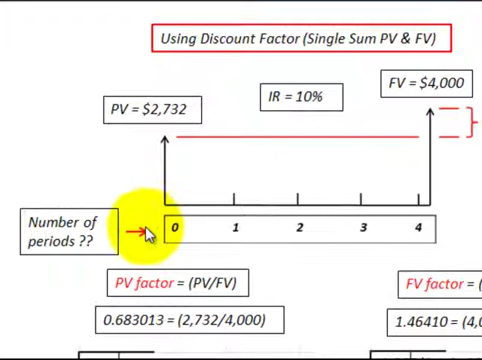 Using Discount Factor (Single Sum PV & FV)
FV = $4,000
IR = 10%
PV = $2,732
Number of
periods ??
0 1 2 3 4
PV factor = (PV/FV)
FV factor = (
0.683013 = (2,732/4,000)
1.46410 = (4,0